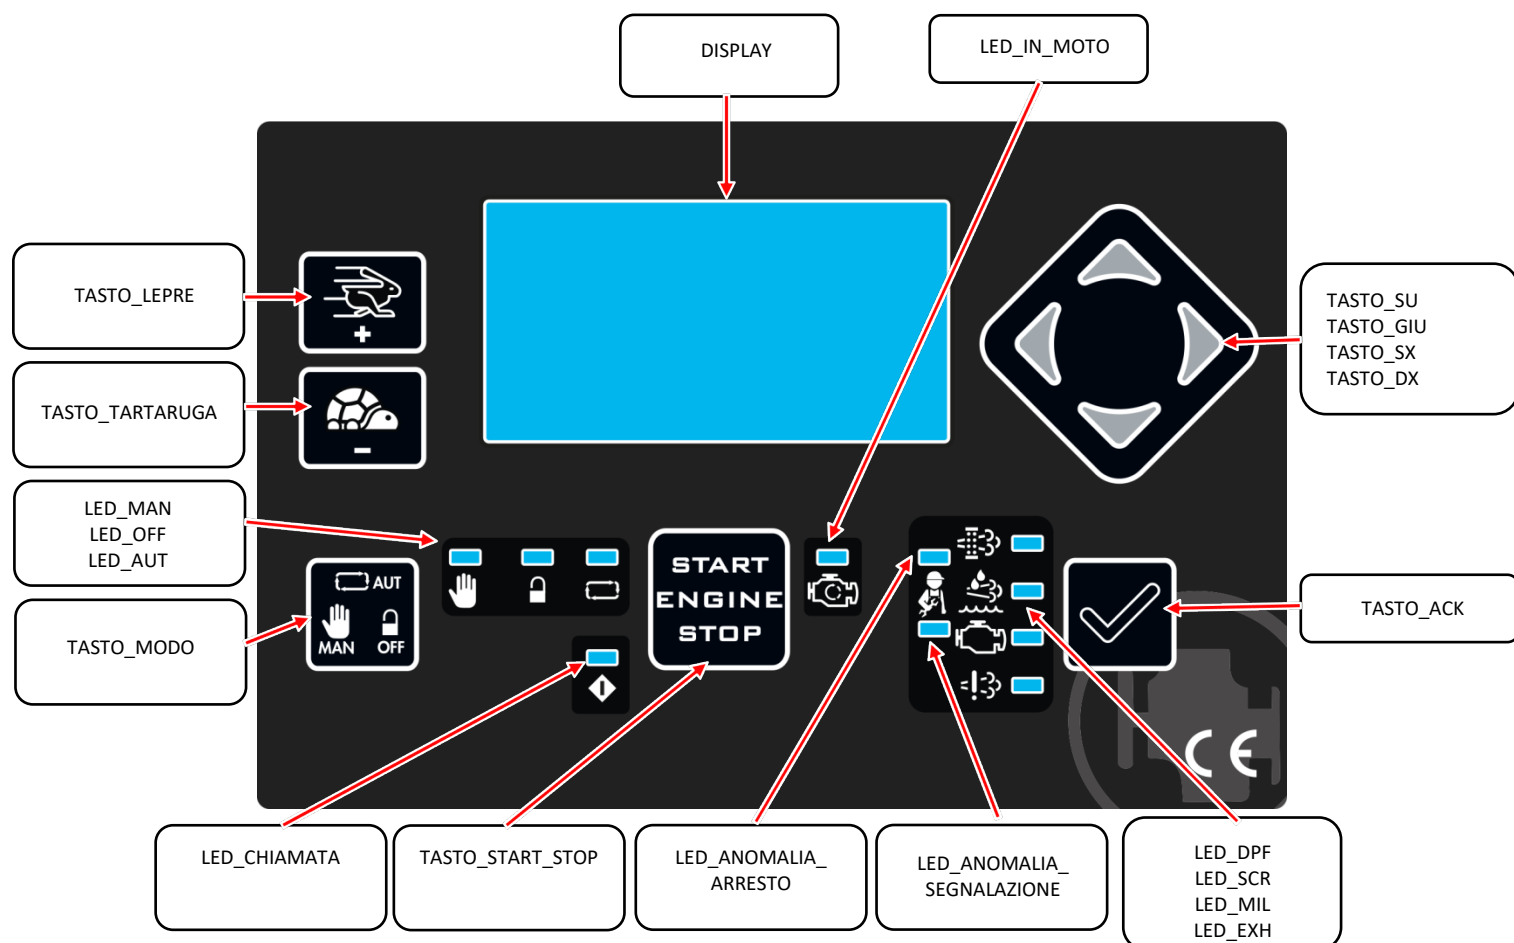 DISPLAY
LED_IN_MOTO
TASTO_LEPRE
+
TASTO_SU
TASTO_GIU
TASTO_SX
TASTO_DX
TASTO_TARTARUGA
-
LED_MAN
LED_OFF
LED_AUT
START
ENGINE
STOP
AUT
MAN OFF
TASTO_MODO
TASTO_ACK
CE
LED_CHIAMATA
TASTO_START_STOP
LED_ANOMALIA_
ARRESTO
LED_ANOMALIA_
SEGNALAZIONE
LED_DPF
LED_SCR
LED_MIL
LED_EXH